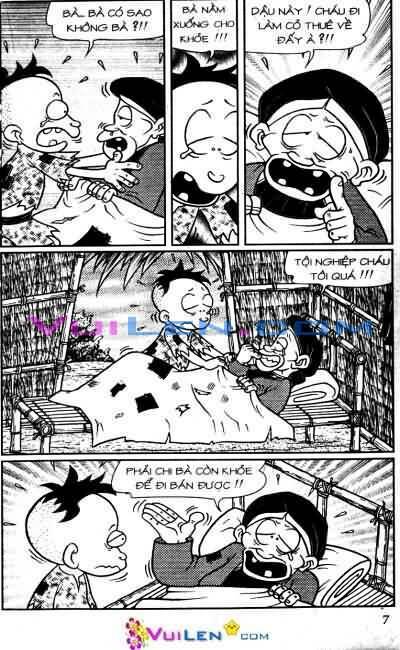 BÀ.. BÀ CÓ SAO
KHÔNG BÀ ?!!
BÀ NẰM
XUỐNG CHO
KHỎE !!!
DẬU NÀY ! CHÁU ĐI
LÀM CỎ THUÊ VỀ
ĐẤY À ?!!
TỘI NGHIỆP CHÁU
TÔI QUÁ !!!
VUILEN.COM
PHẢI CHI BÀ CÒN KHỎE
ĐỂ ĐI BÁN ĐƯỢC !!
7
VUILEN COM